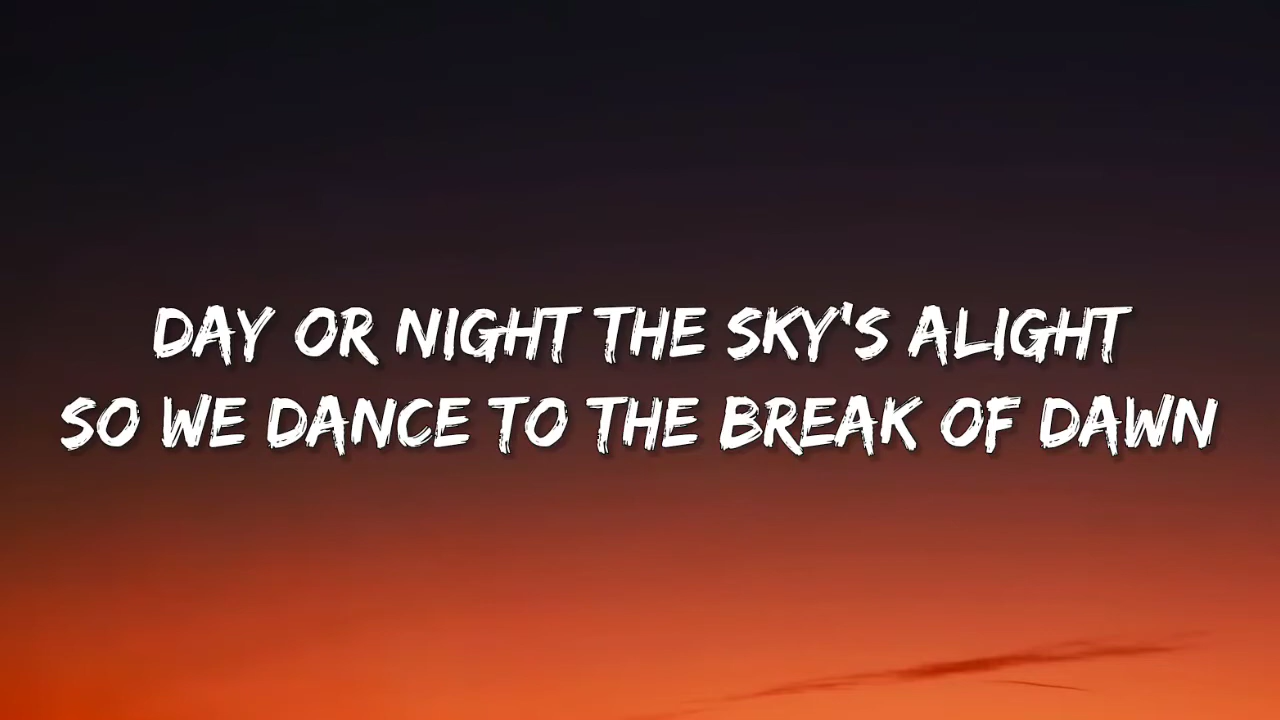 DAY OR NIGHT THE SKY'S ALIGHT
SO WE DANCE TO THE BREAK OF DAWN